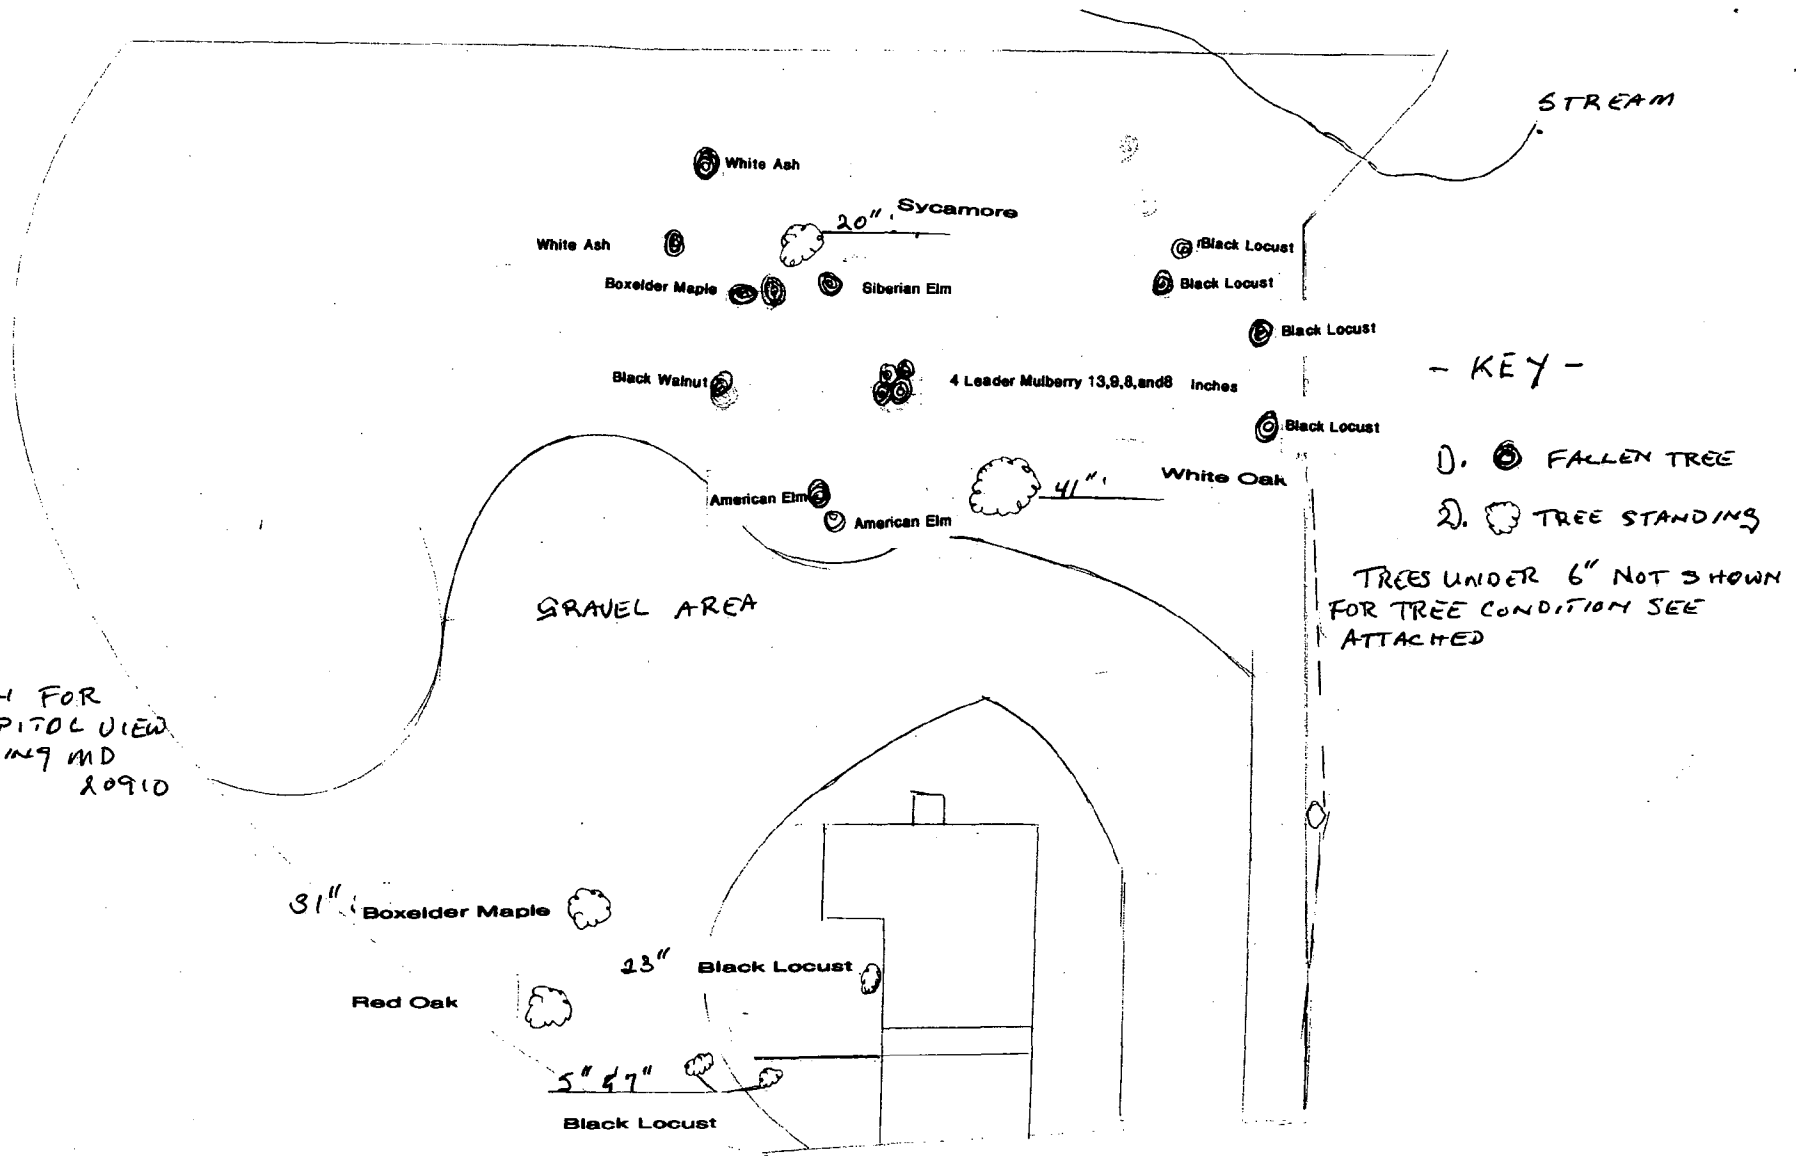 STREAM
White Ash
20" Sycamore
White Ash
Black Locust
Boxelder Maple
Siberian Elm
Black Locust
Black Locust
- KEY -
Black Walnut
4 Leader Mulberry 13,9,8,and8 Inches
Black Locust
1). FALLEN TREE
White Oak
41"
American Elm
2). TREE STANDING
American Elm
TREES UNDER 6" NOT SHOWN
FOR TREE CONDITION SEE
ATTACHED
GRAVEL AREA
FOR
PITOL VIEW
ING MD
20910
31" Boxelder Maple
23" Black Locust
Red Oak
5" & 7"
Black Locust